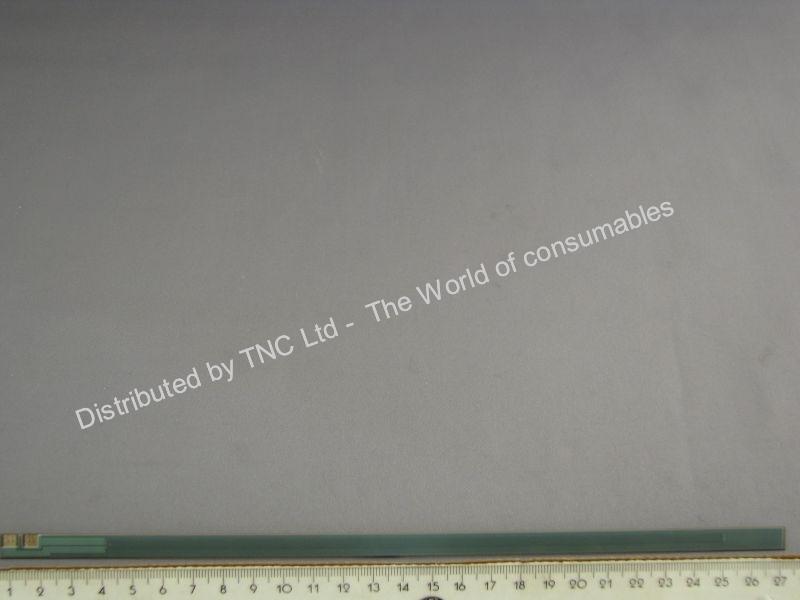 Distributed by TNC Ltd - The World of consumables
1 2 3 4 5 6 7 8 9 10 11 12 13 14 15 16 17 18 19 20 21 22 23 24 25 26 27